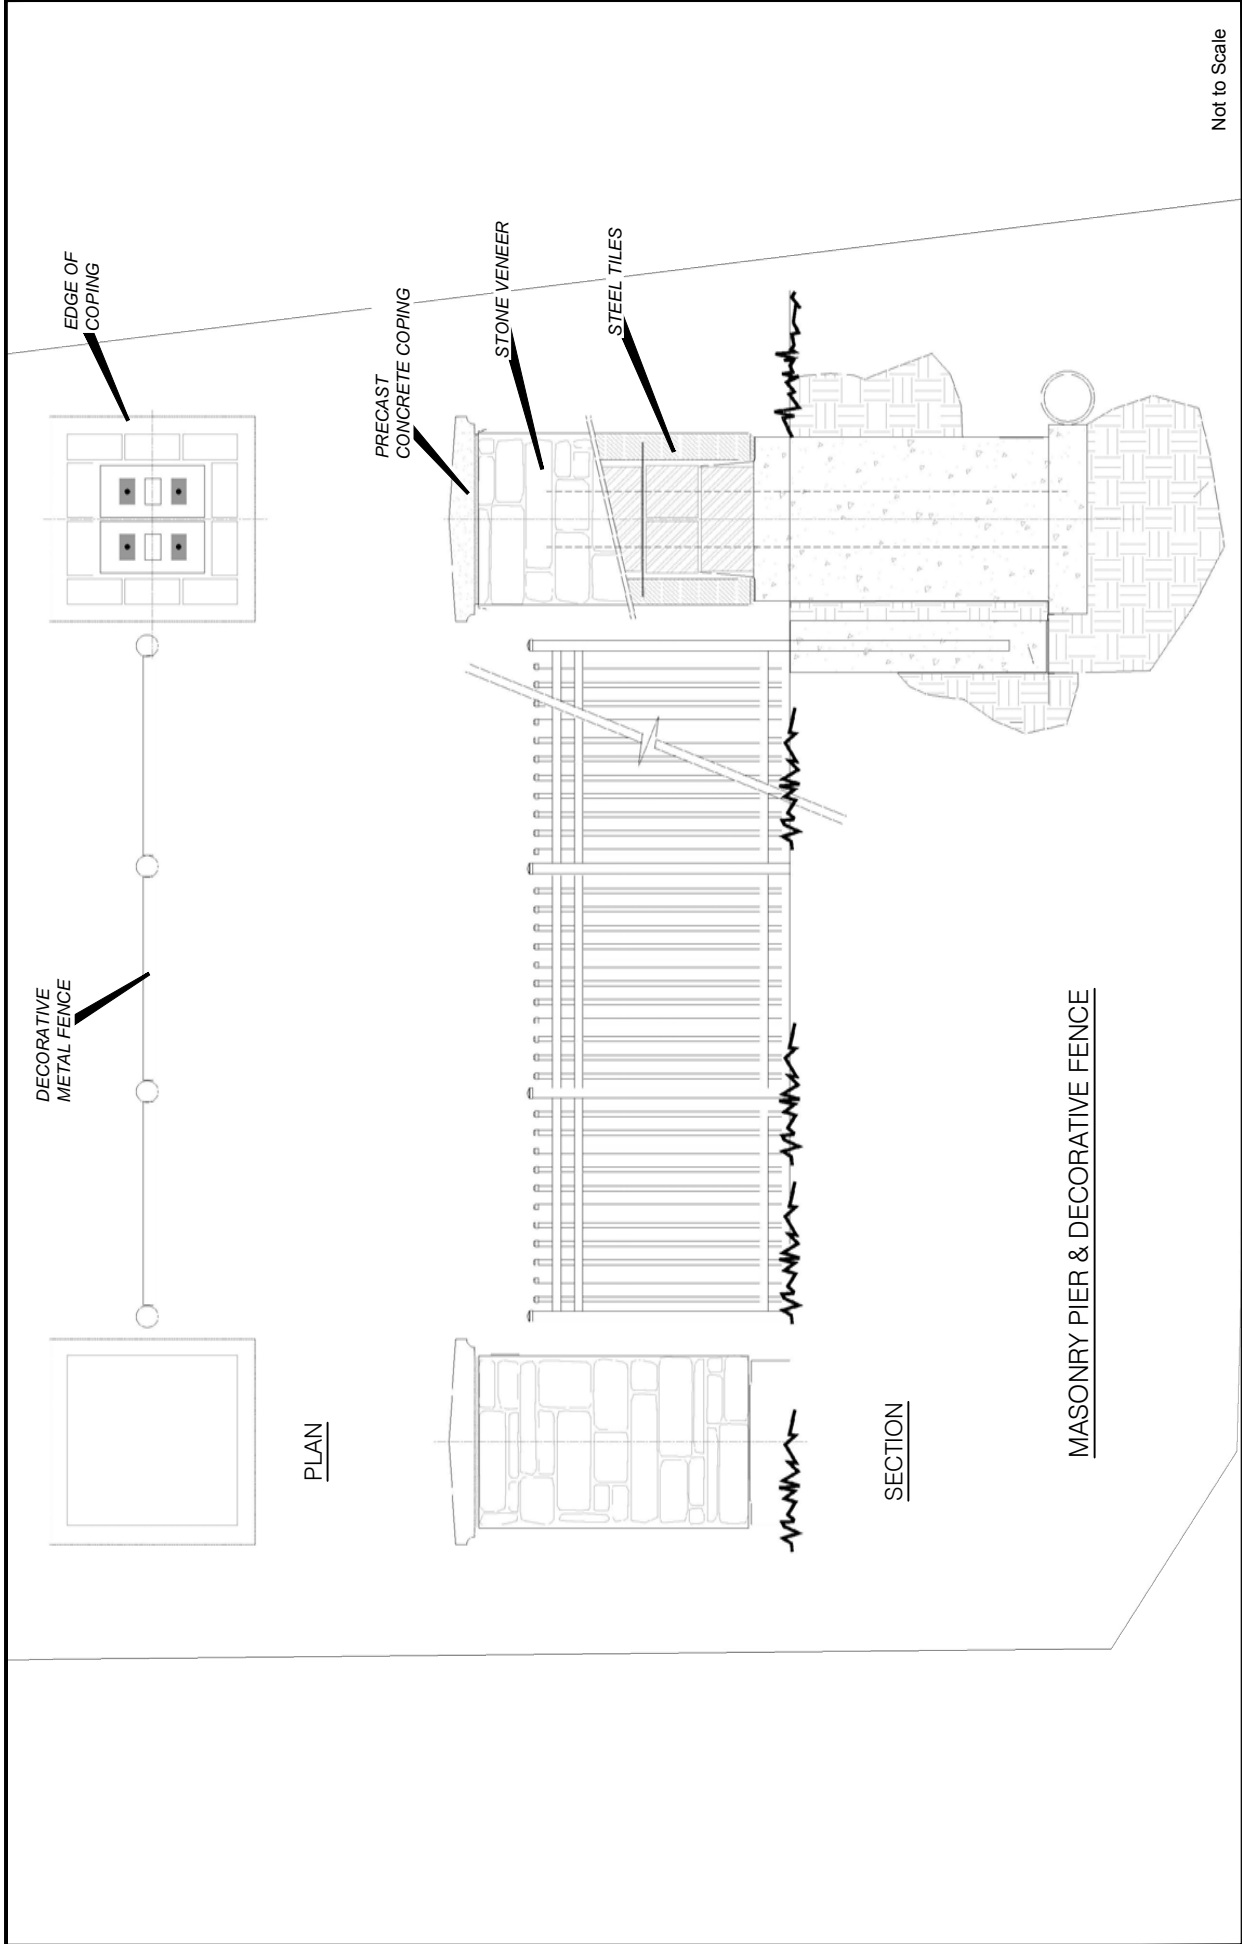 DECORATIVE
METAL FENCE
EDGE OF
COPING
PLAN
PRECAST
CONCRETE COPING
STONE VENEER
STEEL TILES
SECTION
MASONRY PIER & DECORATIVE FENCE
Not to Scale